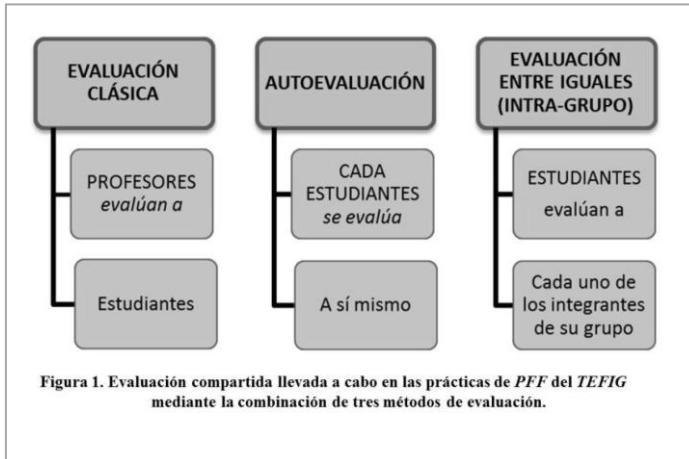 EVALUACIÓN
CLÁSICA
PROFESORES
evalúan a
Estudiantes
AUTOEVALUACIÓN
CADA
ESTUDIANTES
se evalúa
A sí mismo
EVALUACIÓN
ENTRE IGUALES
(INTRA-GRUPO)
ESTUDIANTES
evalúan a
Cada uno de
los integrantes
de su grupo
Figura 1. Evaluación compartida llevada a cabo en las prácticas de PFF del TEFIG
mediante la combinación de tres métodos de evaluación.